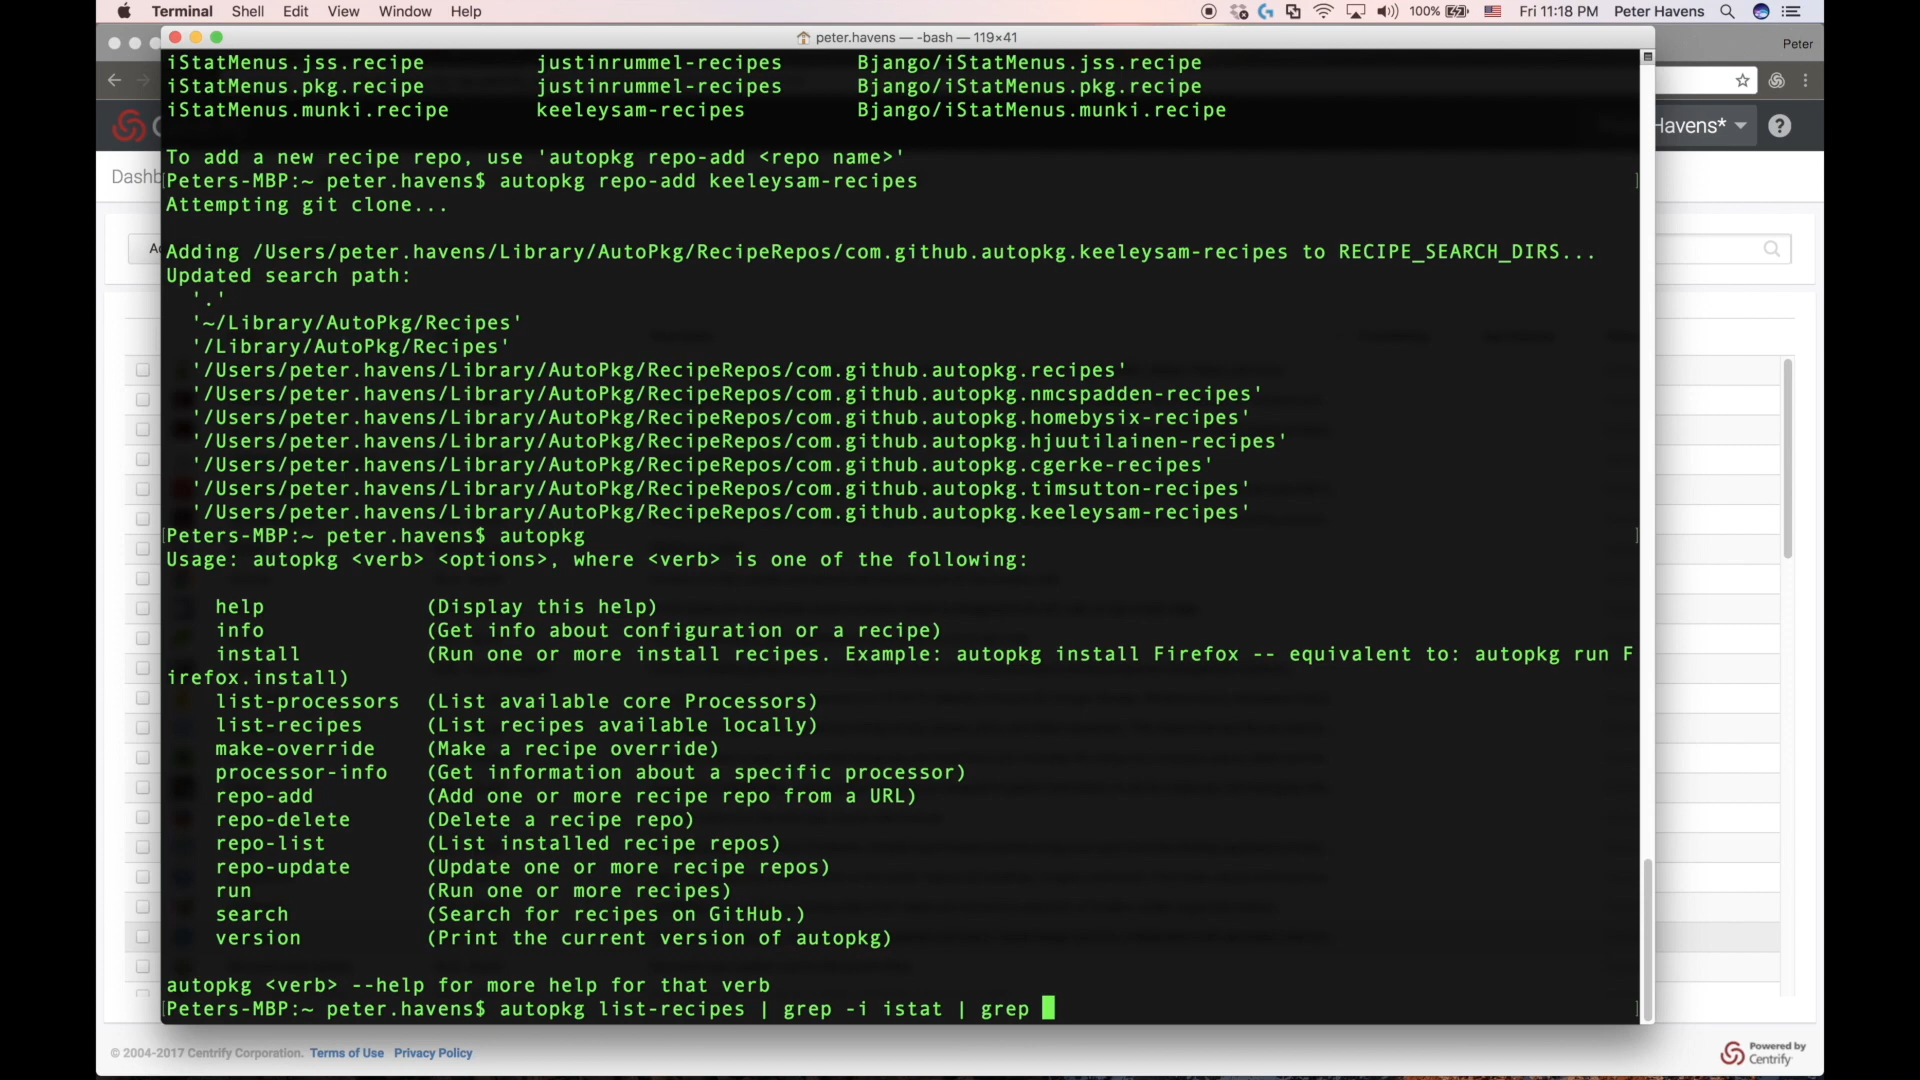 Terminal Shell Edit View Window Help 100% Fri 11:18 PM Peter Havens
peter.havens — -bash — 119×41
Peter
iStatMenus.jss.recipe justinrummel-recipes Bjango/iStatMenus.jss.recipe
iStatMenus.pkg.recipe justinrummel-recipes Bjango/iStatMenus.pkg.recipe
iStatMenus.munki.recipe keeleysam-recipes Bjango/iStatMenus.munki.recipe
Havens*
To add a new recipe repo, use 'autopkg repo-add <repo name>'
Dashb
Peters-MBP:~ peter.havens$ autopkg repo-add keeleysam-recipes
Attempting git clone...
Adding /Users/peter.havens/Library/AutoPkg/RecipeRepos/com.github.autopkg.keeleysam-recipes to RECIPE_SEARCH_DIRS...
Updated search path:
'.'
'~/Library/AutoPkg/Recipes'
'/Library/AutoPkg/Recipes'
'/Users/peter.havens/Library/AutoPkg/RecipeRepos/com.github.autopkg.recipes'
'/Users/peter.havens/Library/AutoPkg/RecipeRepos/com.github.autopkg.nmcspadden-recipes'
'/Users/peter.havens/Library/AutoPkg/RecipeRepos/com.github.autopkg.homebysix-recipes'
'/Users/peter.havens/Library/AutoPkg/RecipeRepos/com.github.autopkg.hjuutilainen-recipes'
'/Users/peter.havens/Library/AutoPkg/RecipeRepos/com.github.autopkg.cgerke-recipes'
'/Users/peter.havens/Library/AutoPkg/RecipeRepos/com.github.autopkg.timsutton-recipes'
'/Users/peter.havens/Library/AutoPkg/RecipeRepos/com.github.autopkg.keeleysam-recipes'
Peters-MBP:~ peter.havens$ autopkg
Usage: autopkg <verb> <options>, where <verb> is one of the following:
help (Display this help)
info (Get info about configuration or a recipe)
install (Run one or more install recipes. Example: autopkg install Firefox -- equivalent to: autopkg run F
irefox.install)
list-processors (List available core Processors)
list-recipes (List recipes available locally)
make-override (Make a recipe override)
processor-info (Get information about a specific processor)
repo-add (Add one or more recipe repo from a URL)
repo-delete (Delete a recipe repo)
repo-list (List installed recipe repos)
repo-update (Update one or more recipe repos)
run (Run one or more recipes)
search (Search for recipes on GitHub.)
version (Print the current version of autopkg)
autopkg <verb> --help for more help for that verb
Peters-MBP:~ peter.havens$ autopkg list-recipes | grep -i istat | grep
© 2004-2017 Centrify Corporation. Terms of Use Privacy Policy
Powered by
Centrify